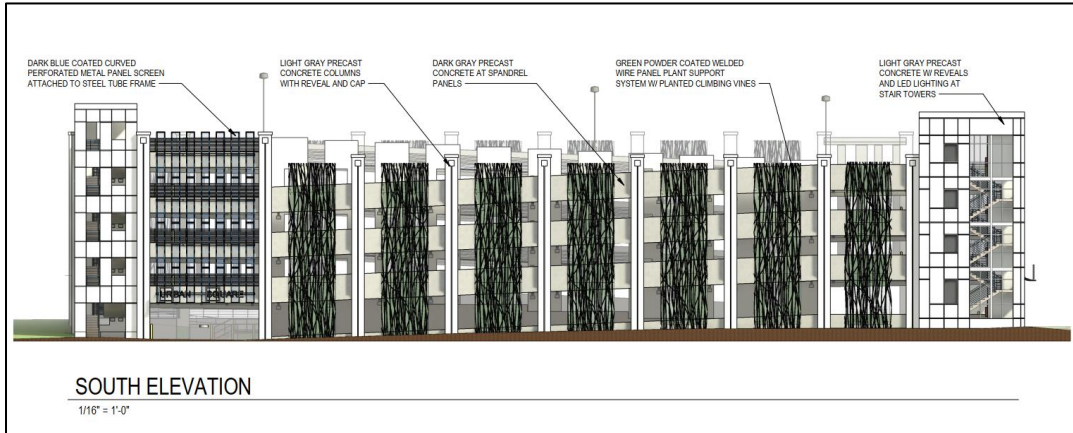 DARK BLUE COATED CURVED
PERFORATED METAL PANEL SCREEN
ATTACHED TO STEEL TUBE FRAME
LIGHT GRAY PRECAST
CONCRETE COLUMNS
WITH REVEAL AND CAP
DARK GRAY PRECAST
CONCRETE AT SPANDREL
PANELS
GREEN POWDER COATED WELDED
WIRE PANEL PLANT SUPPORT
SYSTEM W/ PLANTED CLIMBING VINES
LIGHT GRAY PRECAST
CONCRETE W/ REVEALS
AND LED LIGHTING AT
STAIR TOWERS
URBAN SQUARE
SOUTH ELEVATION
1/16" = 1'-0"